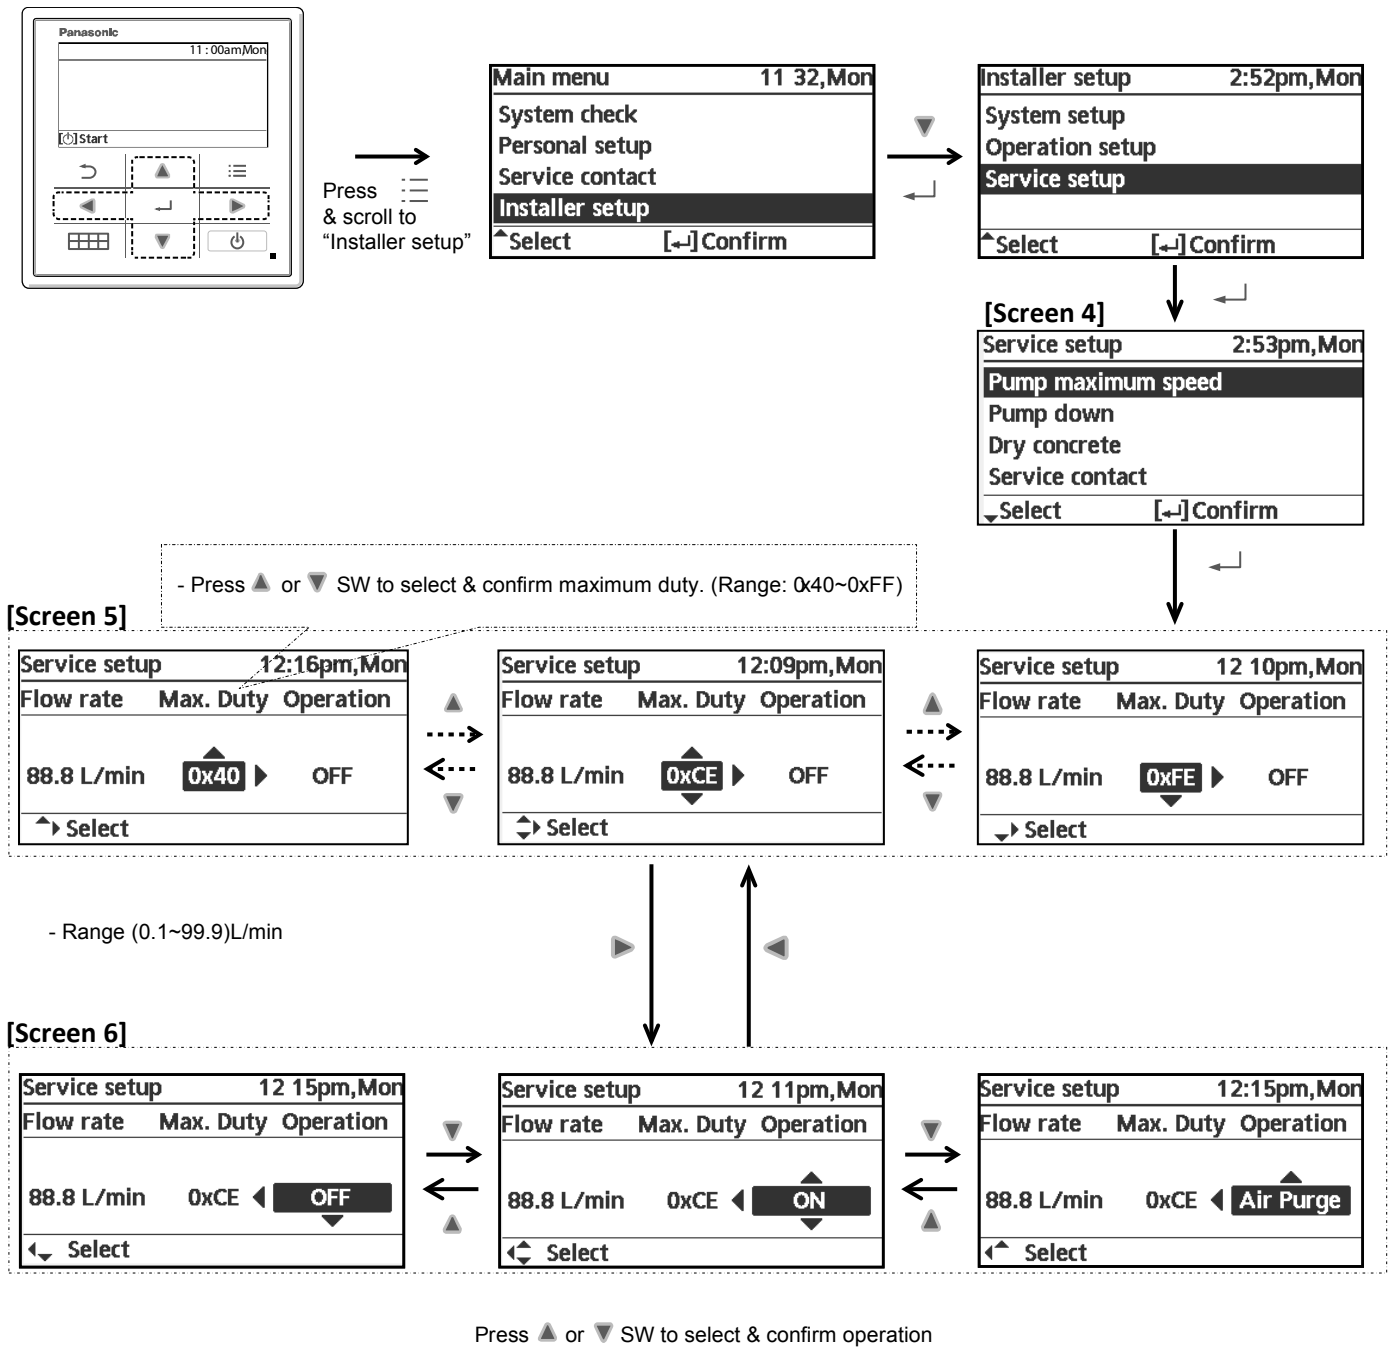 Panasonic
11:00am,Mon
[⏻]Start
Press
& scroll to
“Installer setup”
Main menu 11 32,Mon
System check
Personal setup
Service contact
Installer setup
Select [↵]Confirm
Installer setup 2:52pm,Mon
System setup
Operation setup
Service setup
Select [↵]Confirm
[Screen 4]
Service setup 2:53pm,Mon
Pump maximum speed
Pump down
Dry concrete
Service contact
Select [↵]Confirm
- Press ▲ or ▼ SW to select & confirm maximum duty. (Range: 0x40~0xFF)
[Screen 5]
Service setup 12:16pm,Mon
Flow rate Max. Duty Operation
88.8 L/min 0x40 OFF
Select
Service setup 12:09pm,Mon
Flow rate Max. Duty Operation
88.8 L/min 0xCE OFF
Select
Service setup 12 10pm,Mon
Flow rate Max. Duty Operation
88.8 L/min 0xFE OFF
Select
- Range (0.1~99.9)L/min
[Screen 6]
Service setup 12 15pm,Mon
Flow rate Max. Duty Operation
88.8 L/min 0xCE OFF
Select
Service setup 12 11pm,Mon
Flow rate Max. Duty Operation
88.8 L/min 0xCE ON
Select
Service setup 12:15pm,Mon
Flow rate Max. Duty Operation
88.8 L/min 0xCE Air Purge
Select
Press ▲ or ▼ SW to select & confirm operation